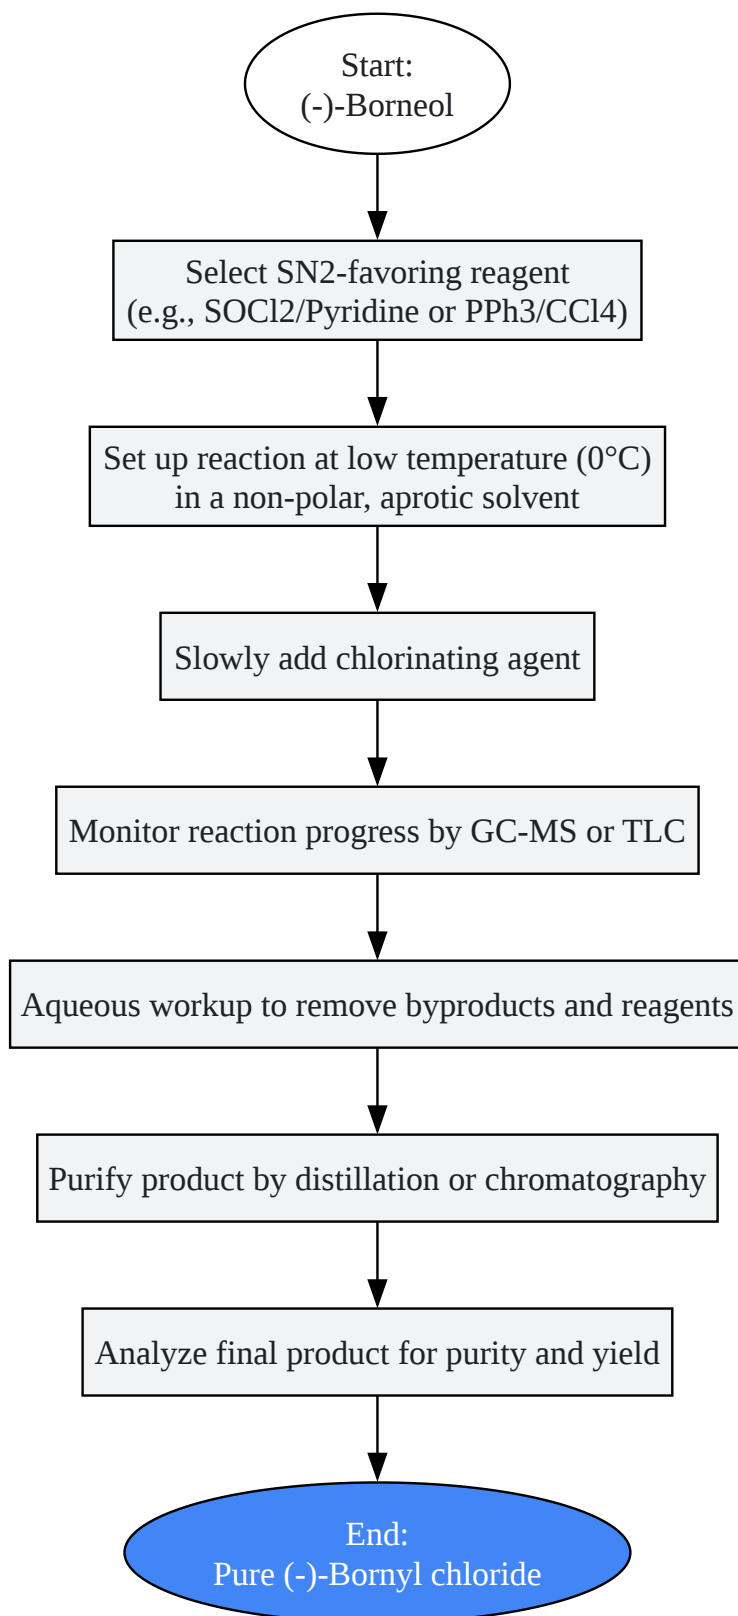 Start:
(-)-Borneol
Select SN2-favoring reagent
(e.g., SOCl2/Pyridine or PPh3/CCl4)
Set up reaction at low temperature (0°C)
in a non-polar, aprotic solvent
Slowly add chlorinating agent
Monitor reaction progress by GC-MS or TLC
Aqueous workup to remove byproducts and reagents
Purify product by distillation or chromatography
Analyze final product for purity and yield
End:
Pure (-)-Bornyl chloride